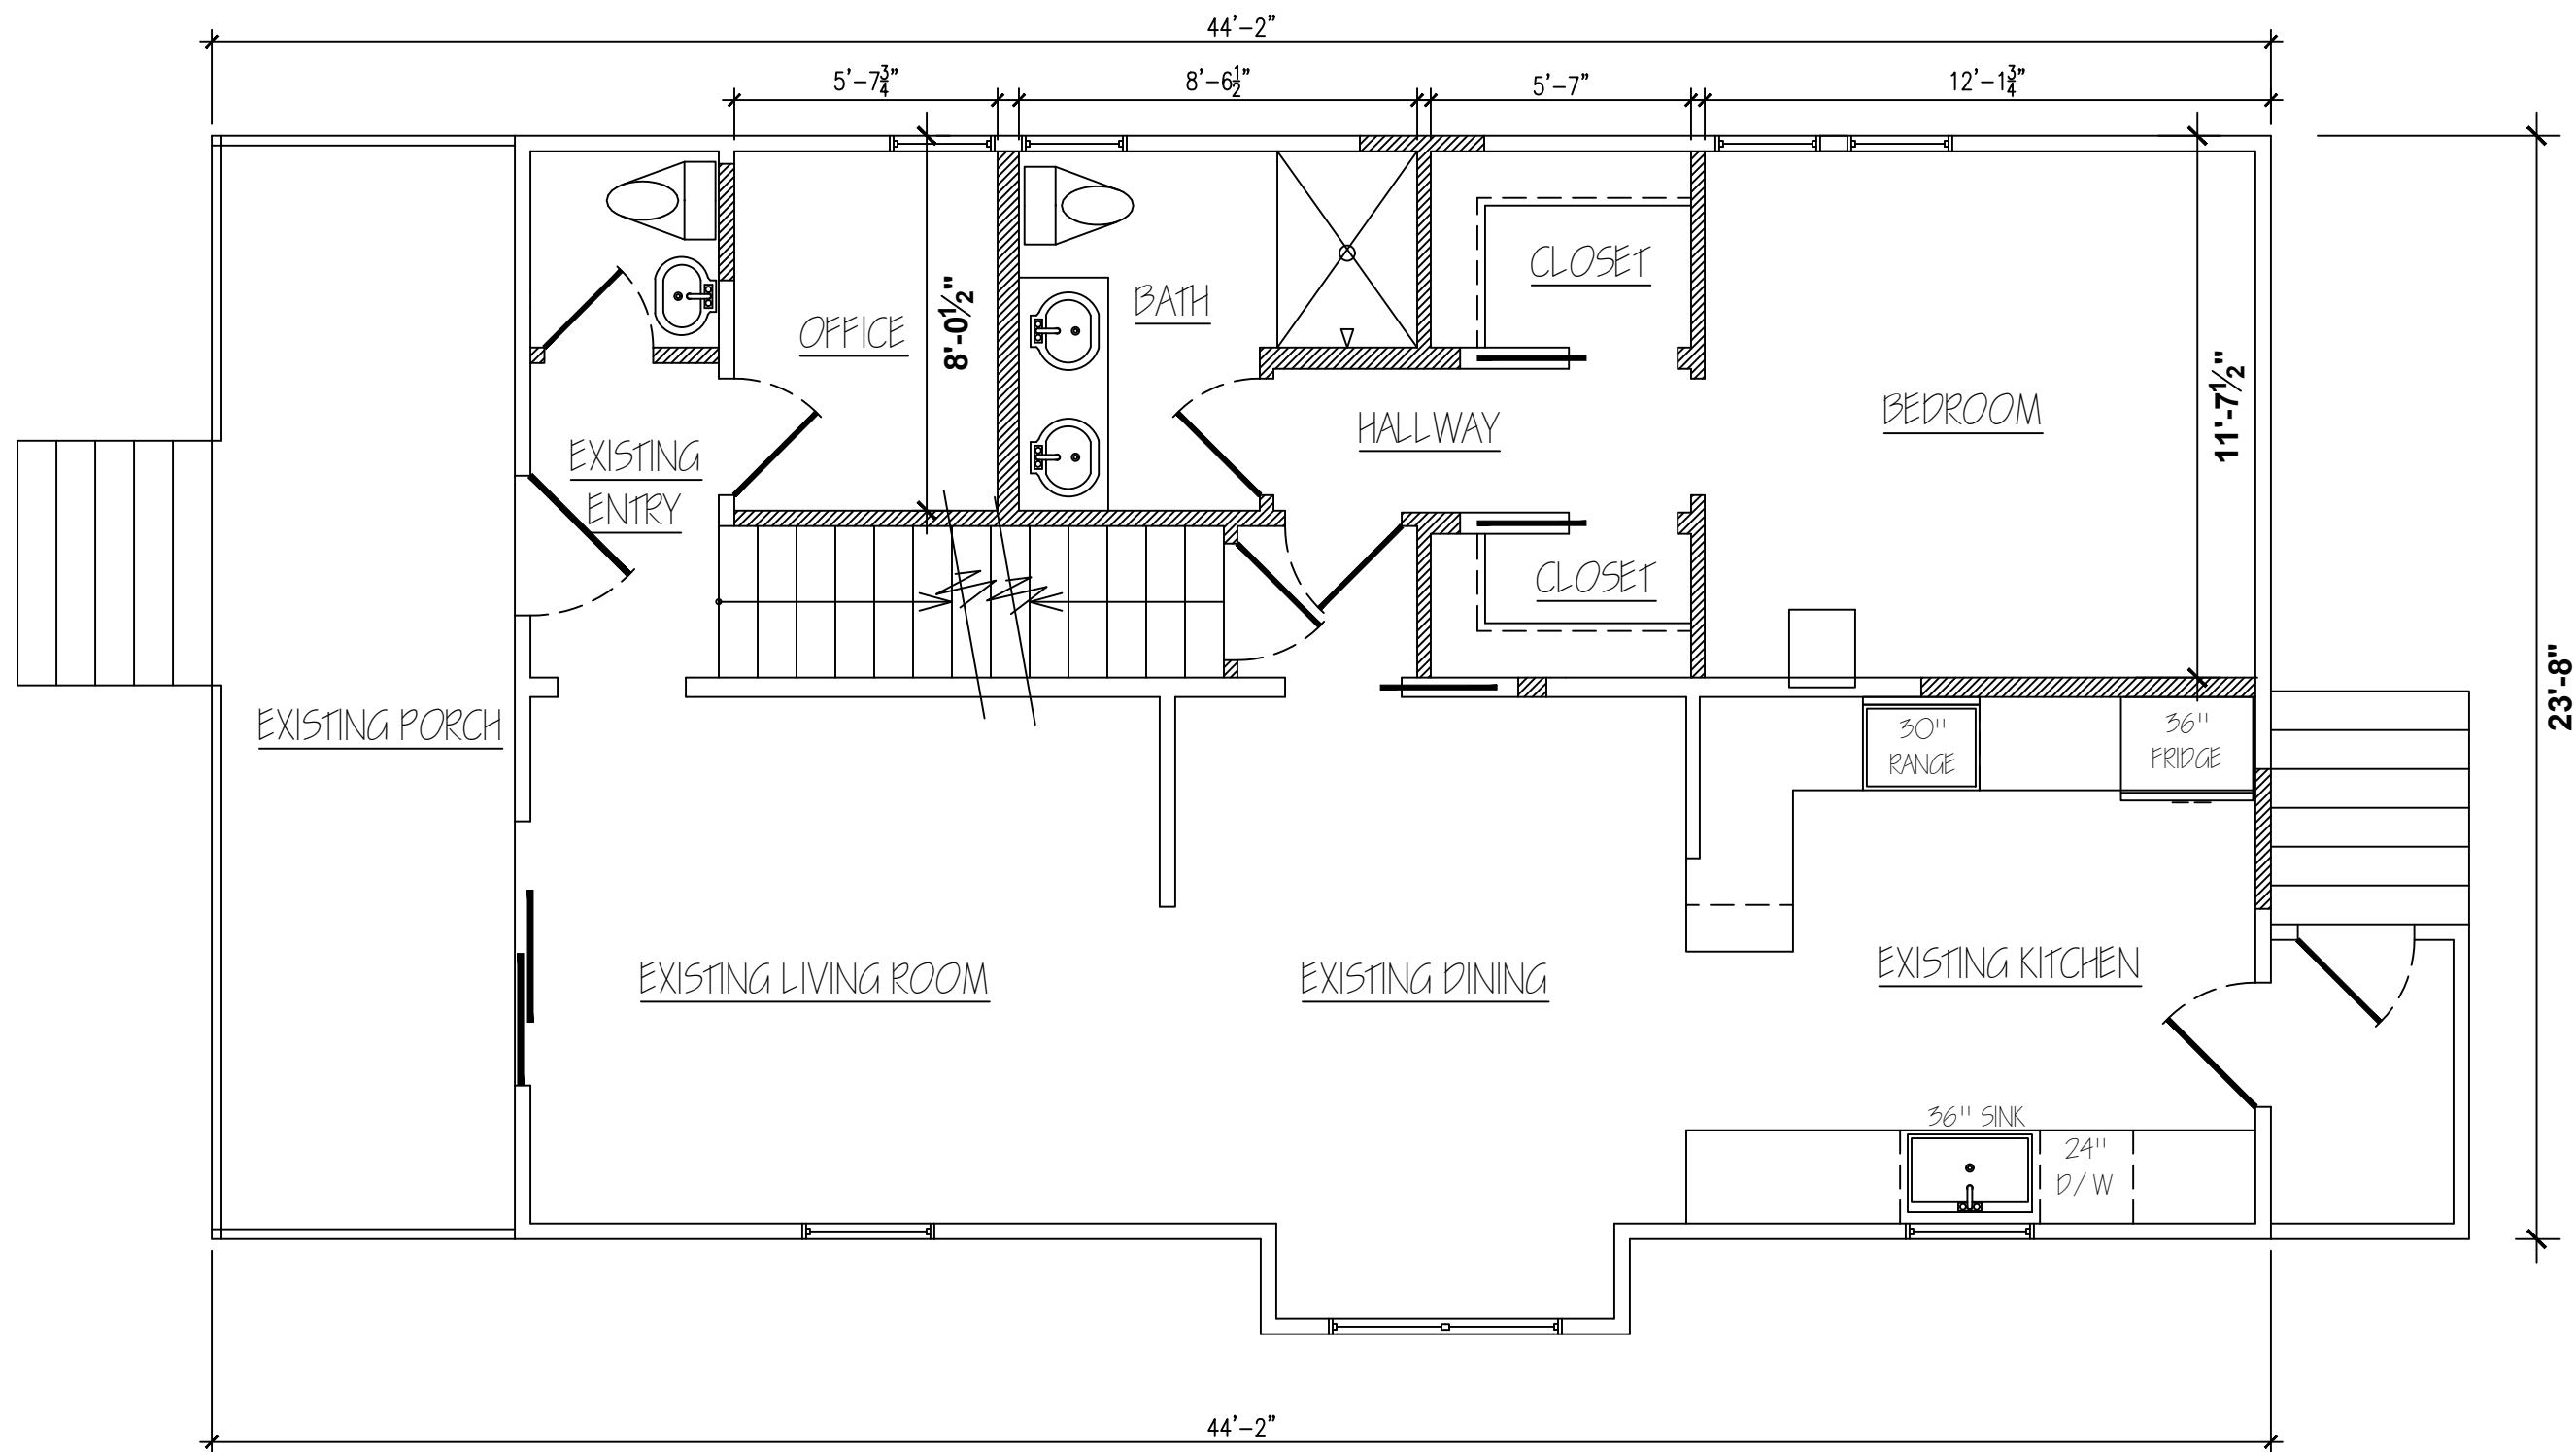 44'-2"
5'-7¾"
8'-6½"
5'-7"
12'-1¾"
CLOSET
BATH
OFFICE
8'-0½"
HALLWAY
BEDROOM
11'-7½"
EXISTING
ENTRY
CLOSET
EXISTING PORCH
30"
RANGE
36"
FRIDGE
23'-8"
EXISTING LIVING ROOM
EXISTING DINING
EXISTING KITCHEN
36" SINK
24"
D/W
44'-2"